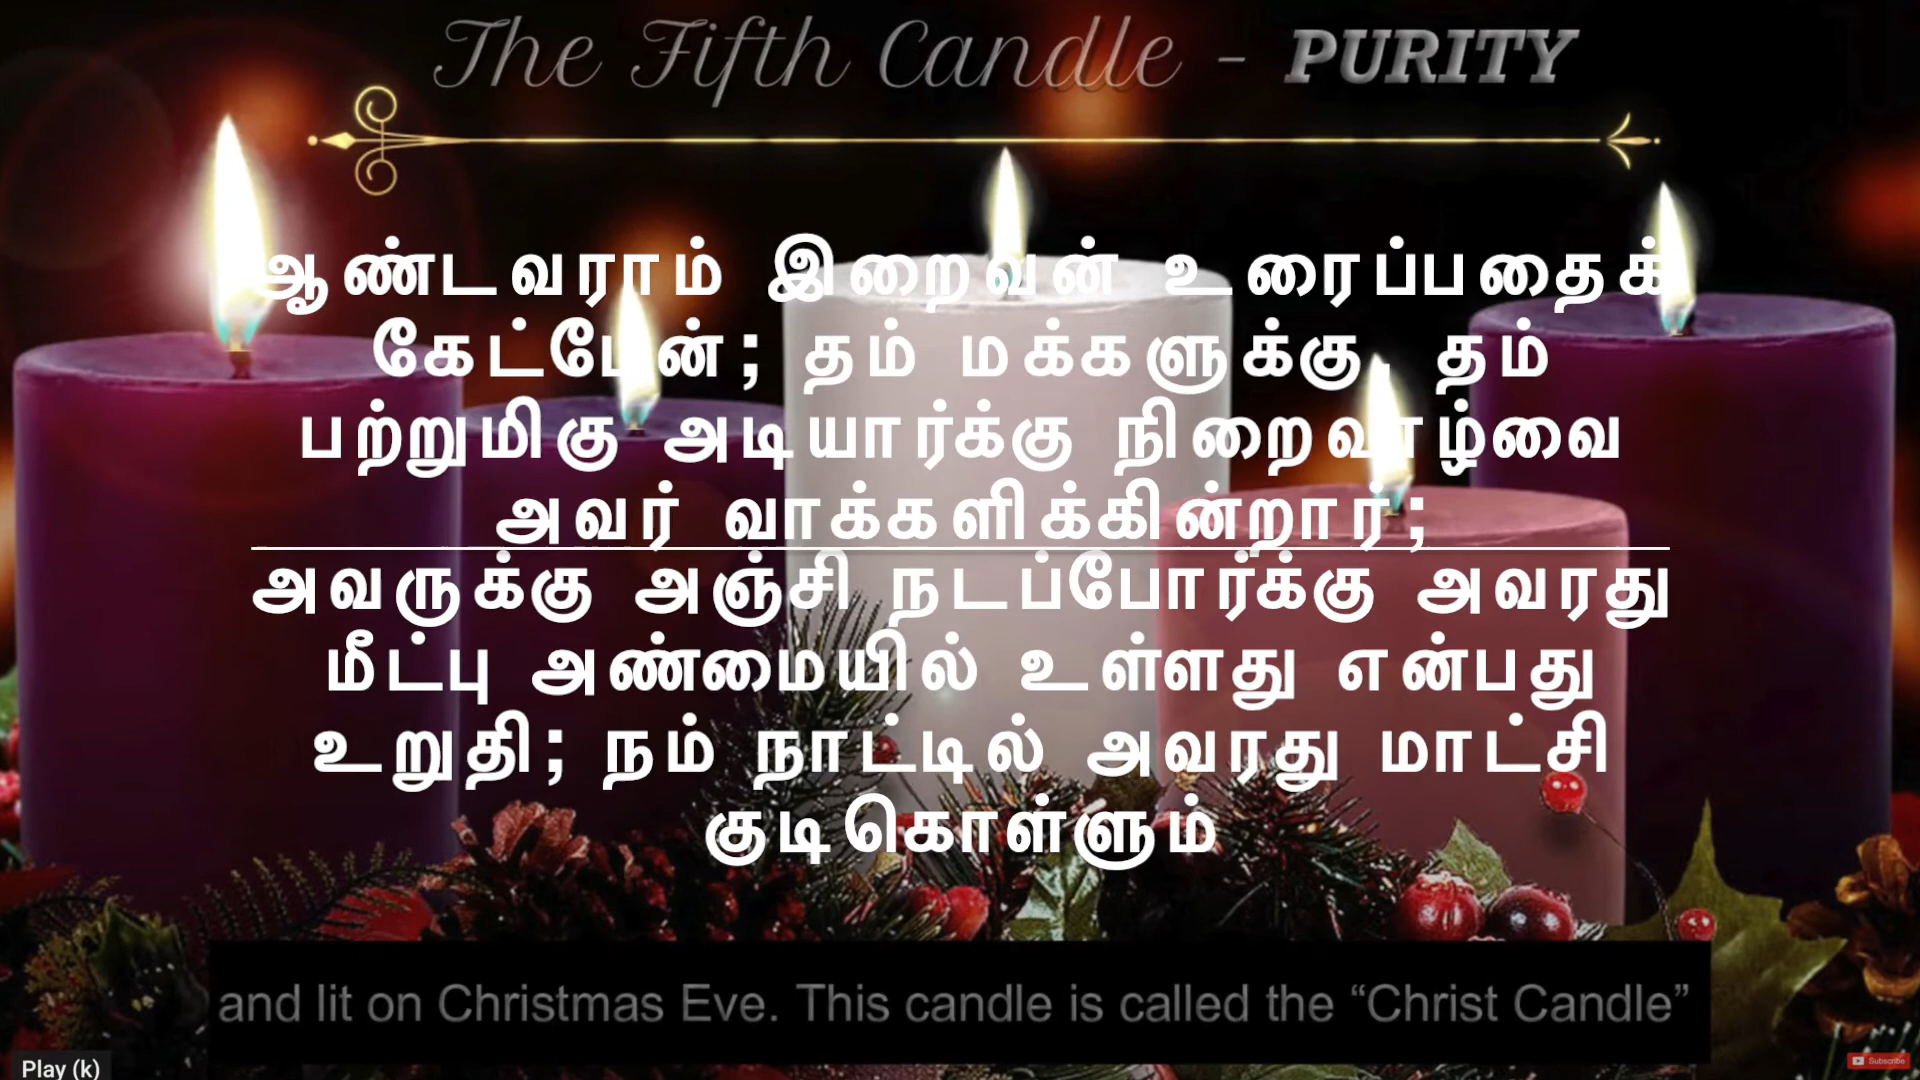 The Fifth Candle - PURITY
ஆண்டவராம் இறைவன் உரைப்பதைக்
கேட்பேன்; தம் மக்களுக்கு, தம்
பற்றுமிகு அடியார்க்கு நிறைவாழ்வை
அவர் வாக்களிக்கின்றார்;
அவருக்கு அஞ்சி நடப்போர்க்கு அவரது
மீட்பு அண்மையில் உள்ளது என்பது
உறுதி; நம் நாட்டில் அவரது மாட்சி
குடிகொள்ளும்
and lit on Christmas Eve. This candle is called the “Christ Candle”
Play (k)
Subscribe